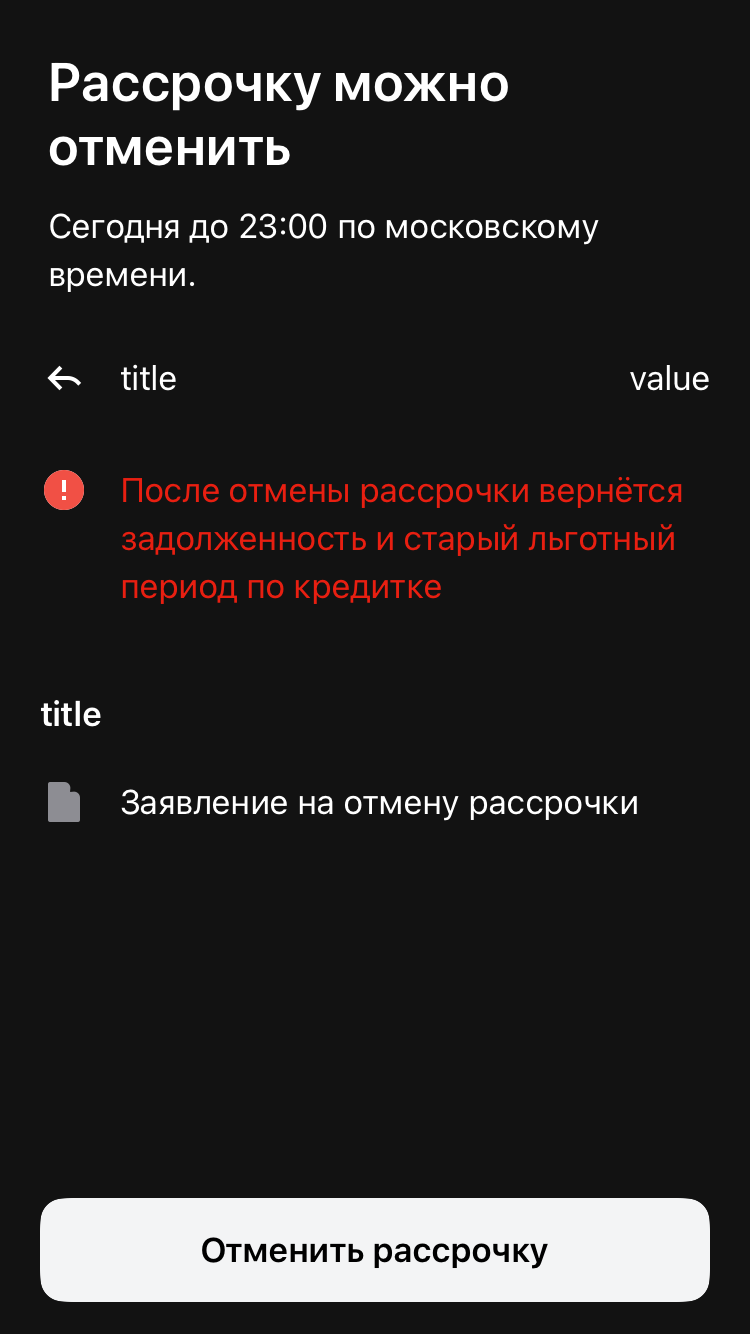 Рассрочку можно
отменить
Сегодня до 23:00 по московскому
времени.
title value
После отмены рассрочки вернётся
задолженность и старый льготный
период по кредитке
title
Заявление на отмену рассрочки
Отменить рассрочку